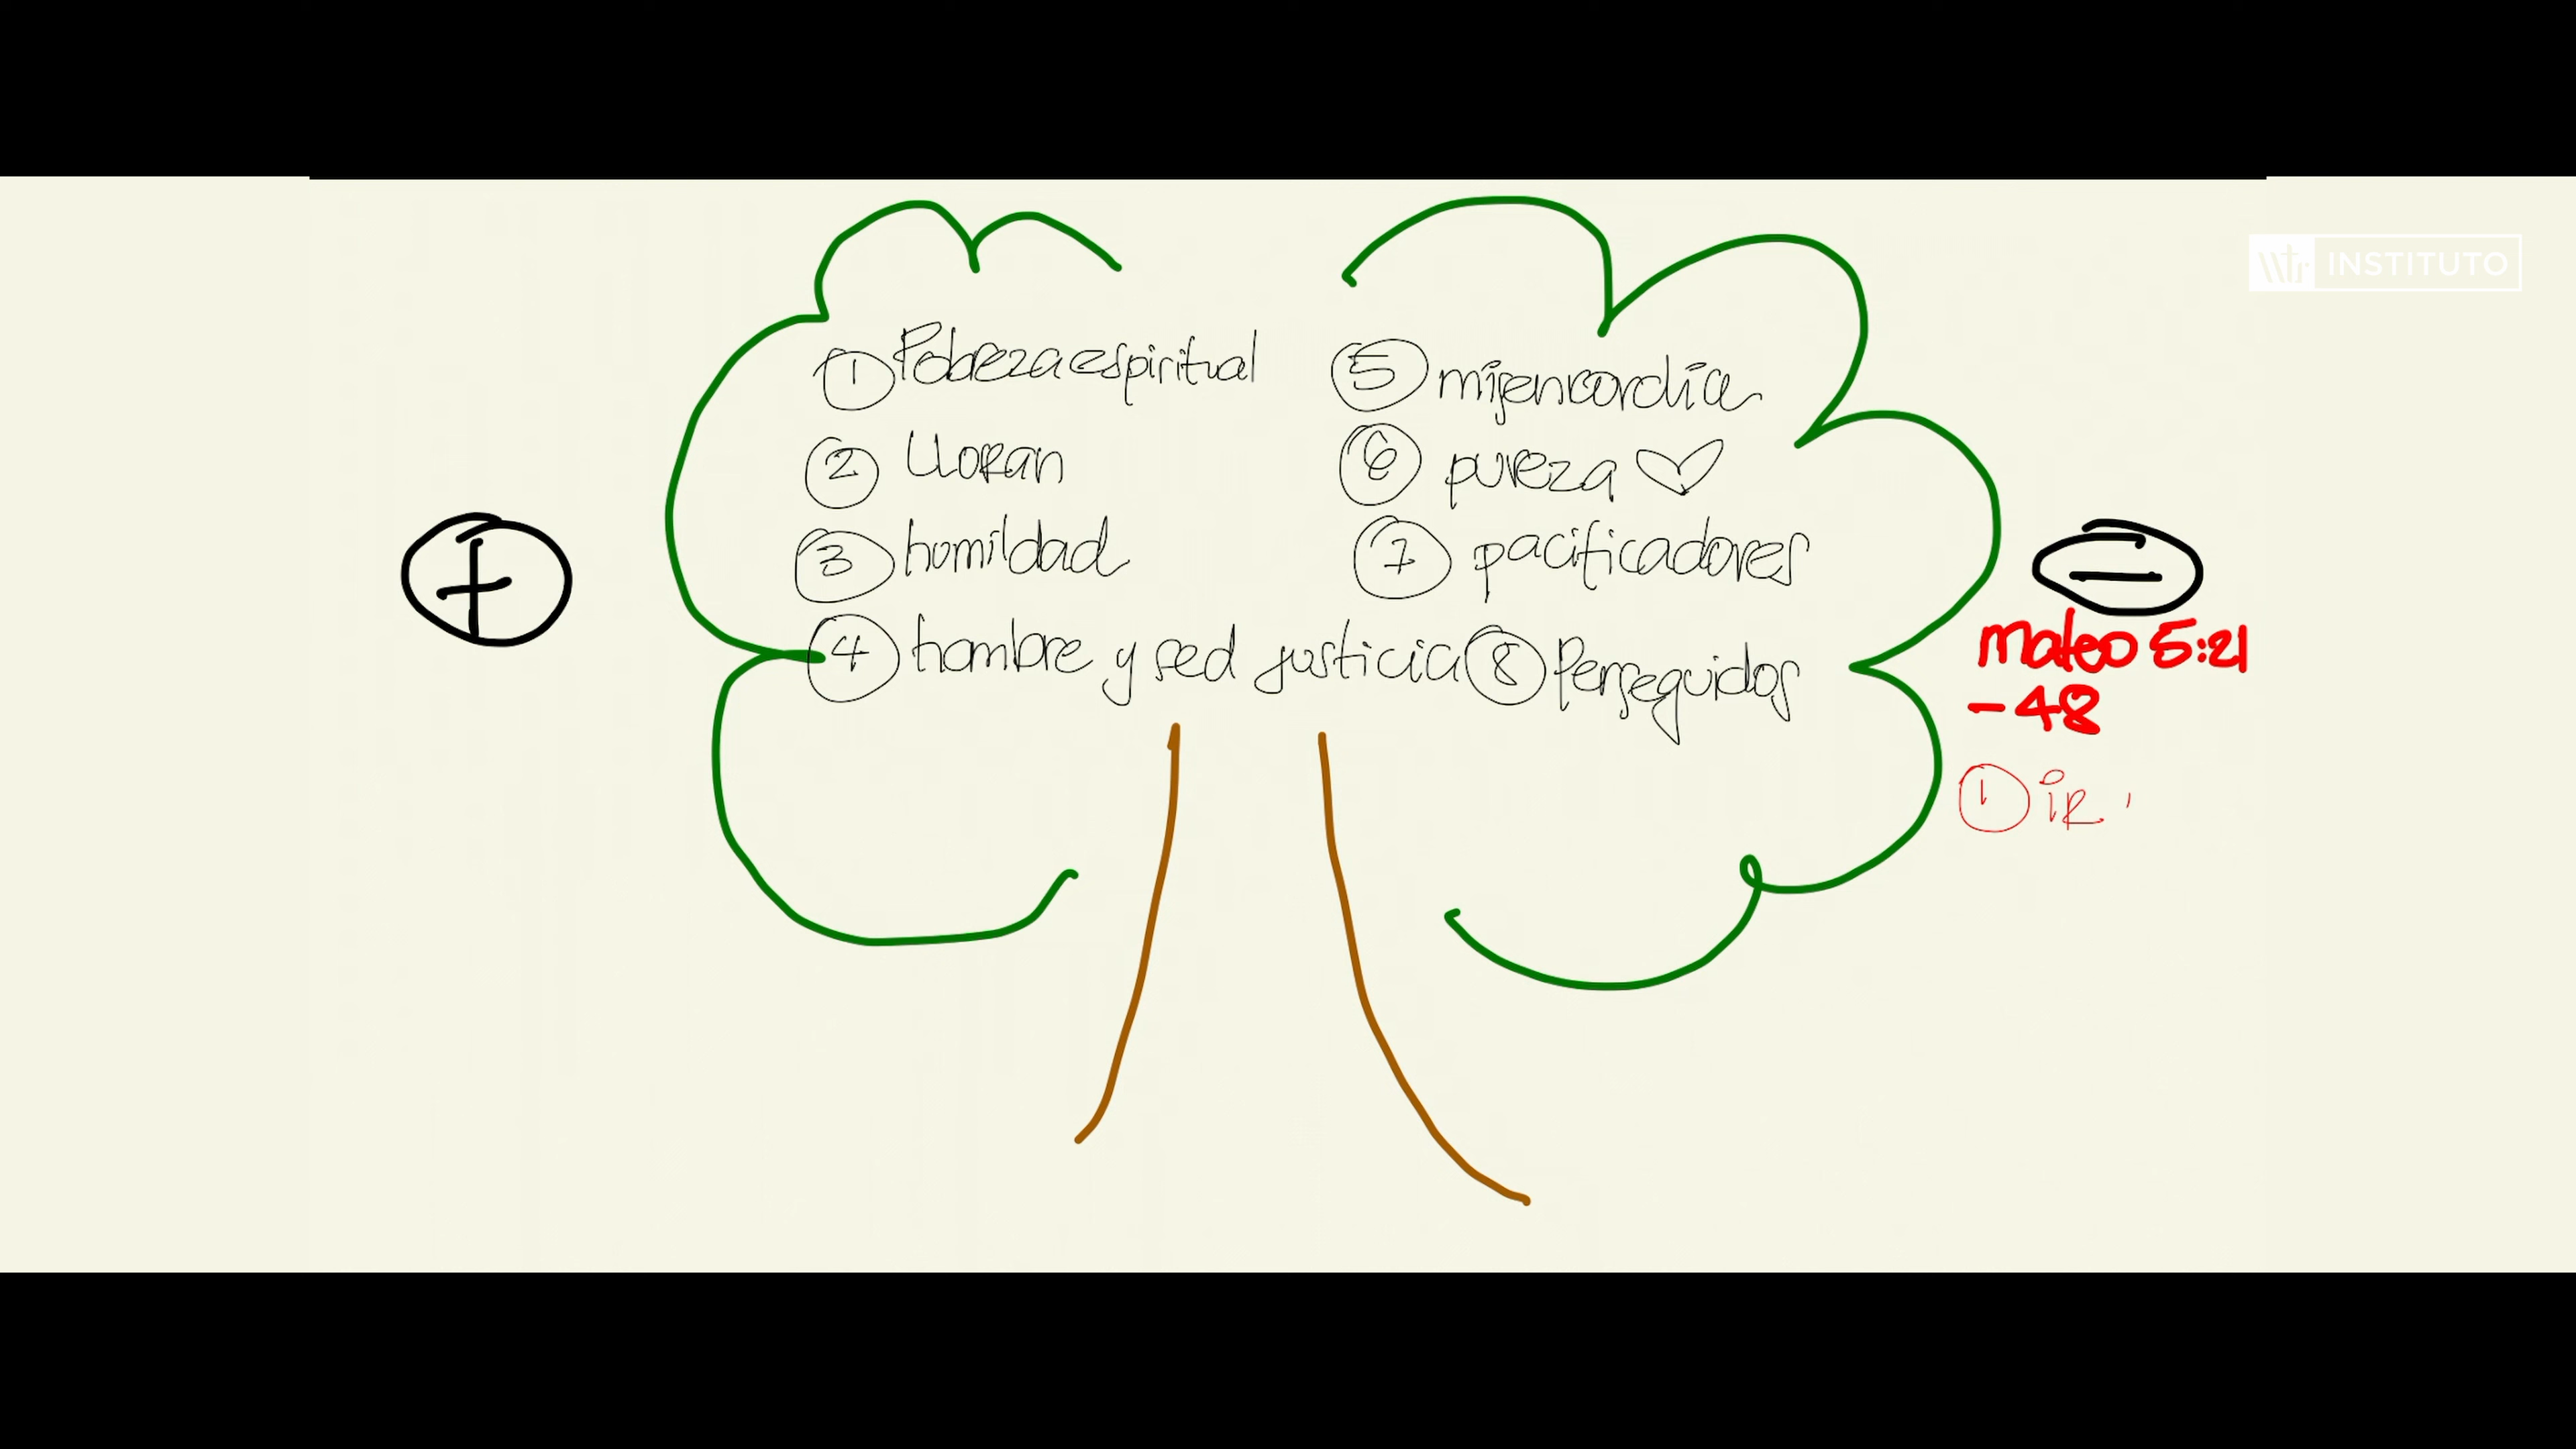 ① Pobreza espiritual
② Lloran
③ humildad
④ hambre y sed justicia
⑤ misericordia
⑥ pureza ♡
⑦ pacificadores
⑧ Perseguidos
+
-
mateo 5:21
-48
① iR
wtr INSTITUTO